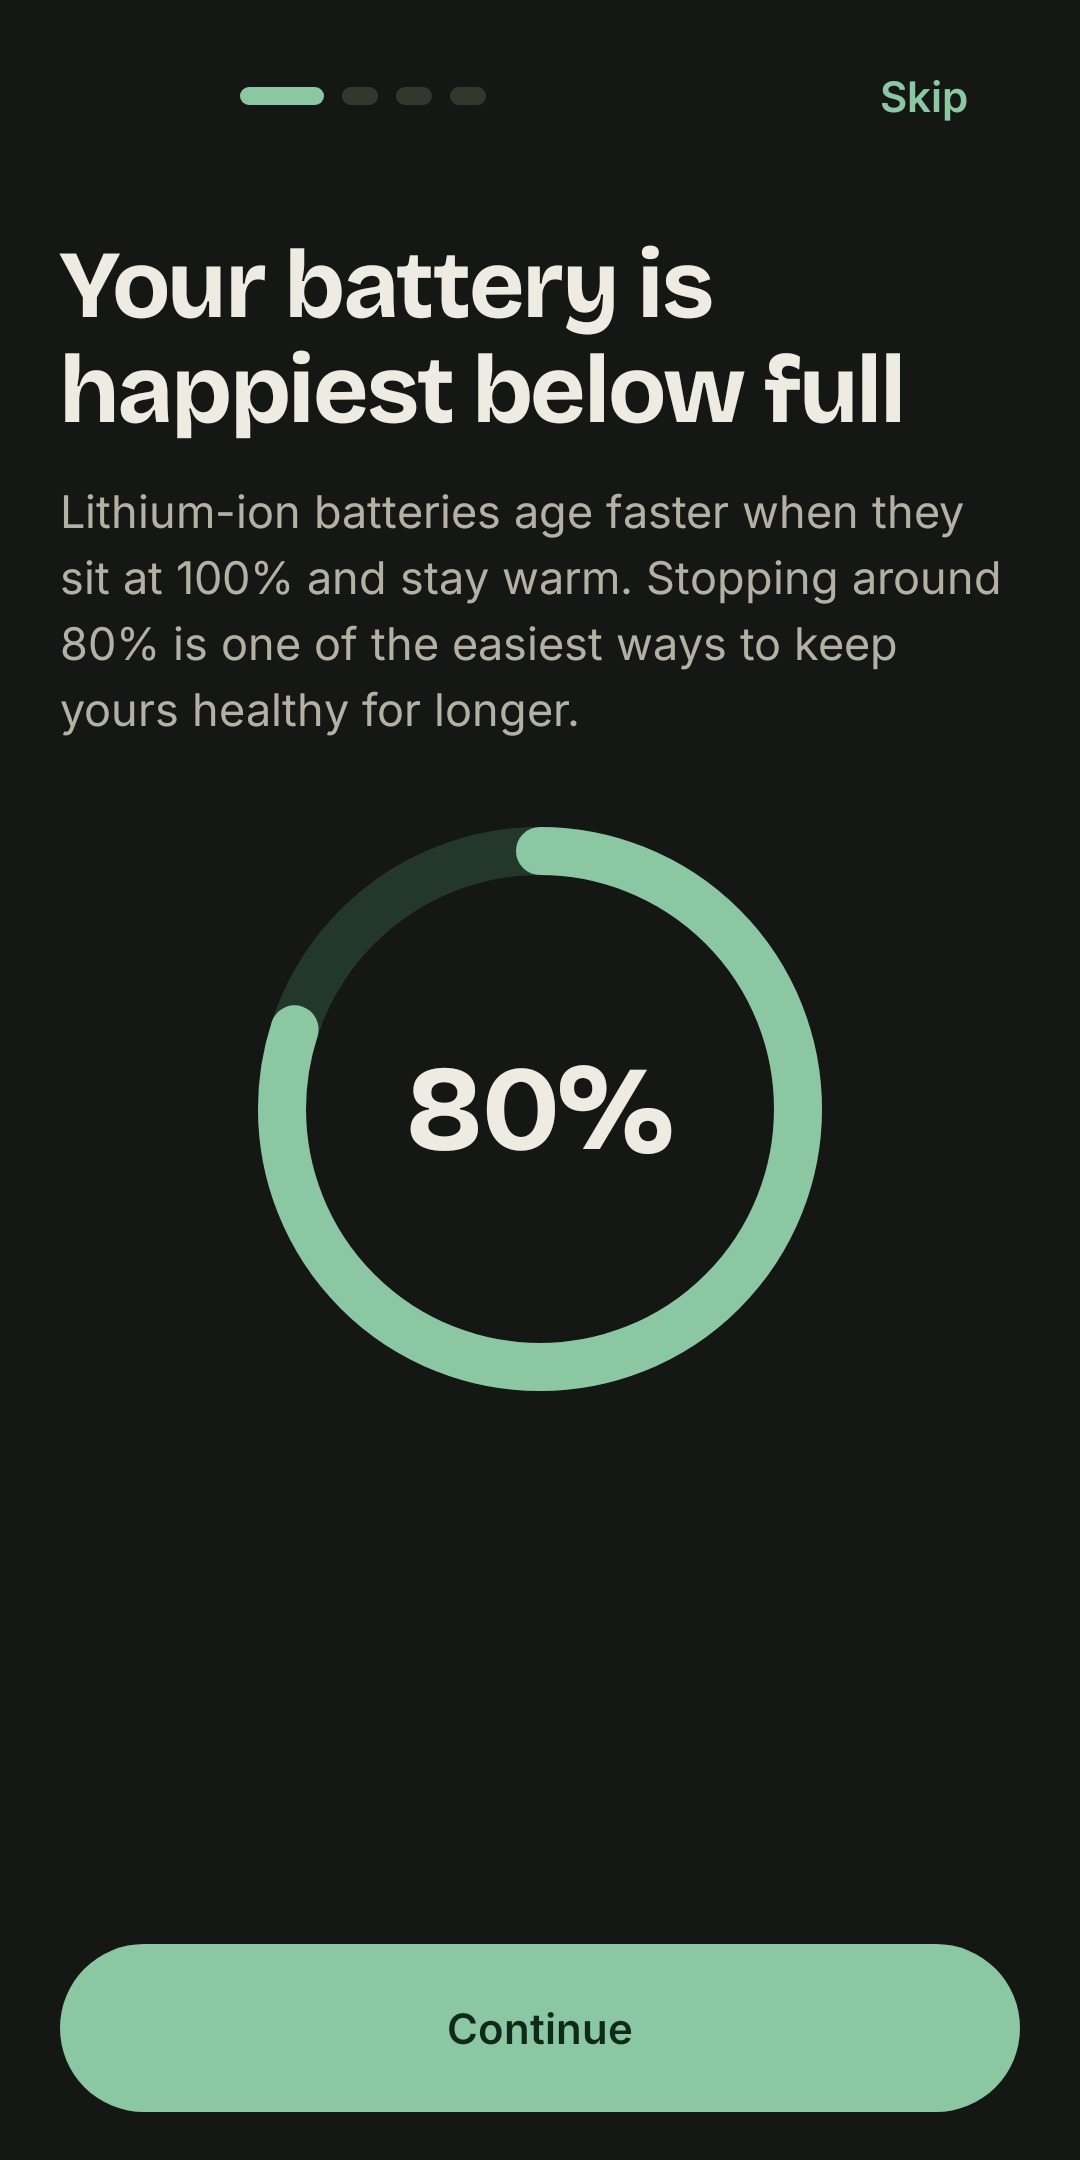 Skip
Your battery is
happiest below full
Lithium-ion batteries age faster when they
sit at 100% and stay warm. Stopping around
80% is one of the easiest ways to keep
yours healthy for longer.
80%
Continue